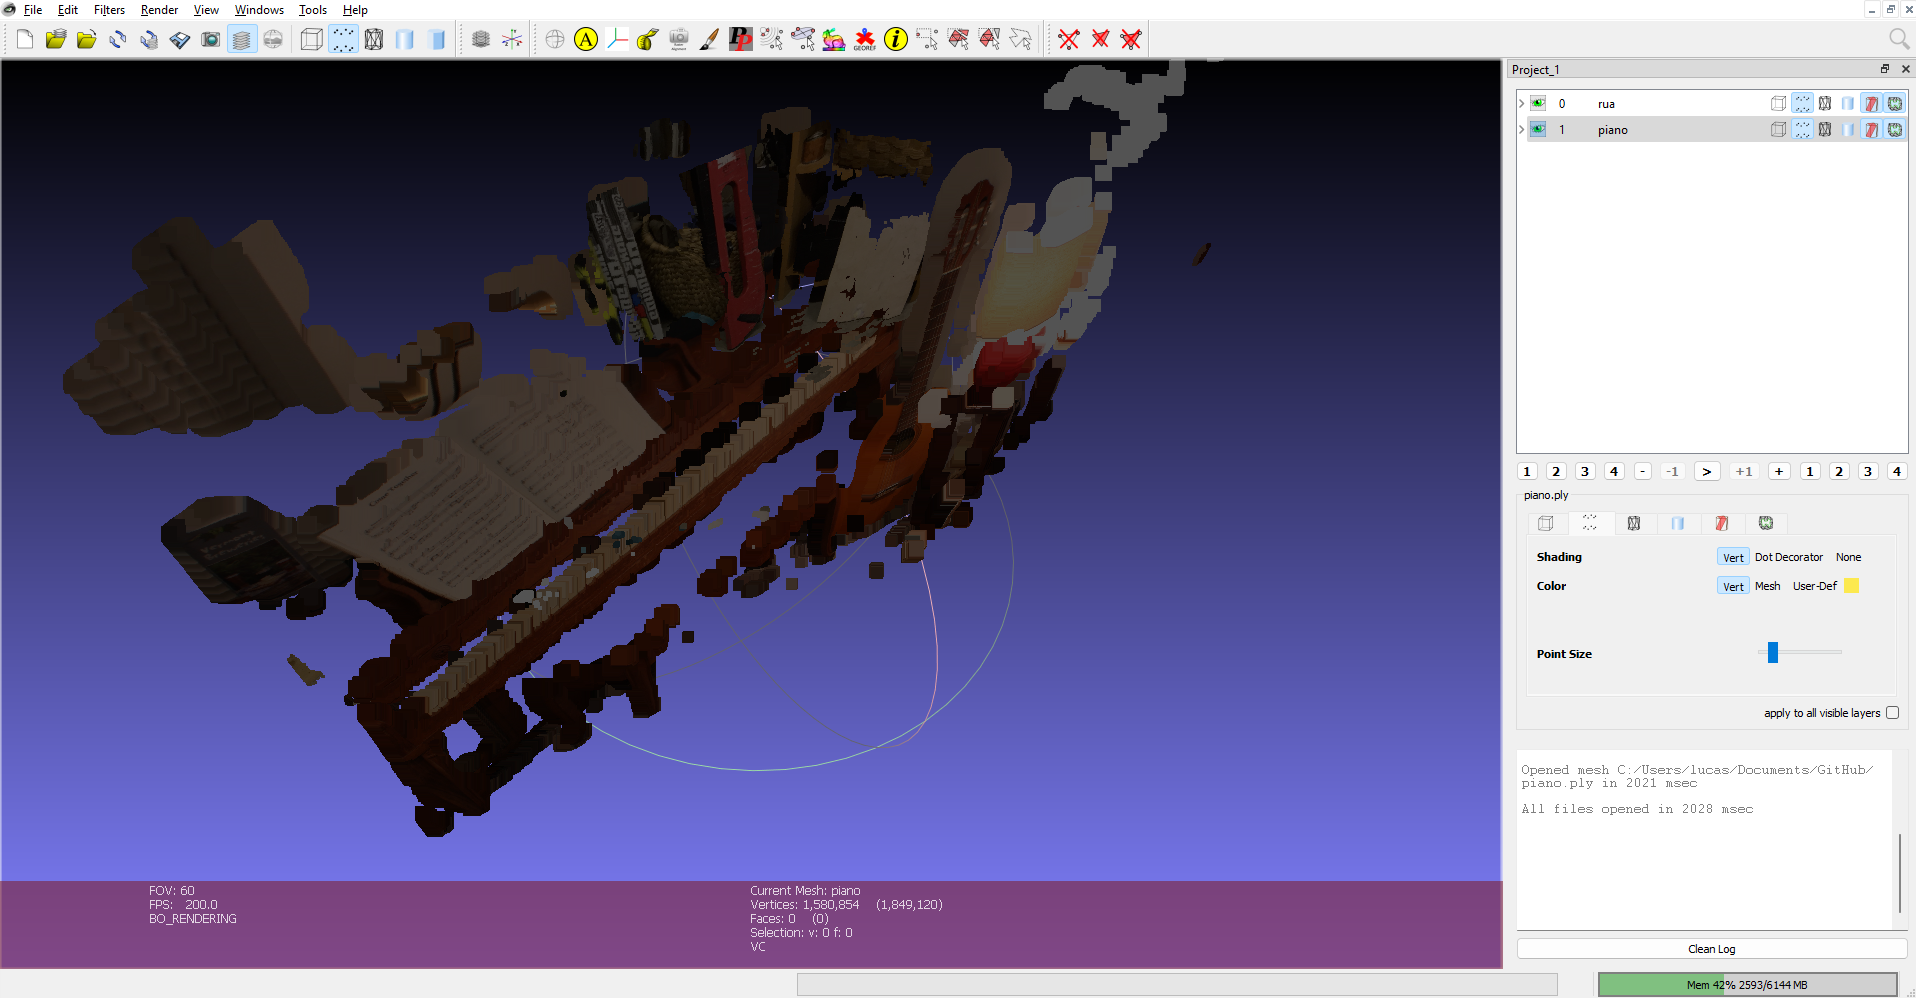 File Edit Filters Render View Windows Tools Help
A
PP
GEOREF
i
Project_1
0 rua
1 piano
1 2 3 4 - -1 > +1 + 1 2 3 4
piano.ply
Shading Vert Dot Decorator None
Color Vert Mesh User-Def
Point Size
apply to all visible layers
Opened mesh C:/Users/lucas/Documents/GitHub/
piano.ply in 2021 msec
All files opened in 2028 msec
Clean Log
FOV: 60
FPS: 200.0
BO_RENDERING
Current Mesh: piano
Vertices: 1,580,854 (1,849,120)
Faces: 0 (0)
Selection: v: 0 f: 0
VC
Mem 42% 2593/6144 MB